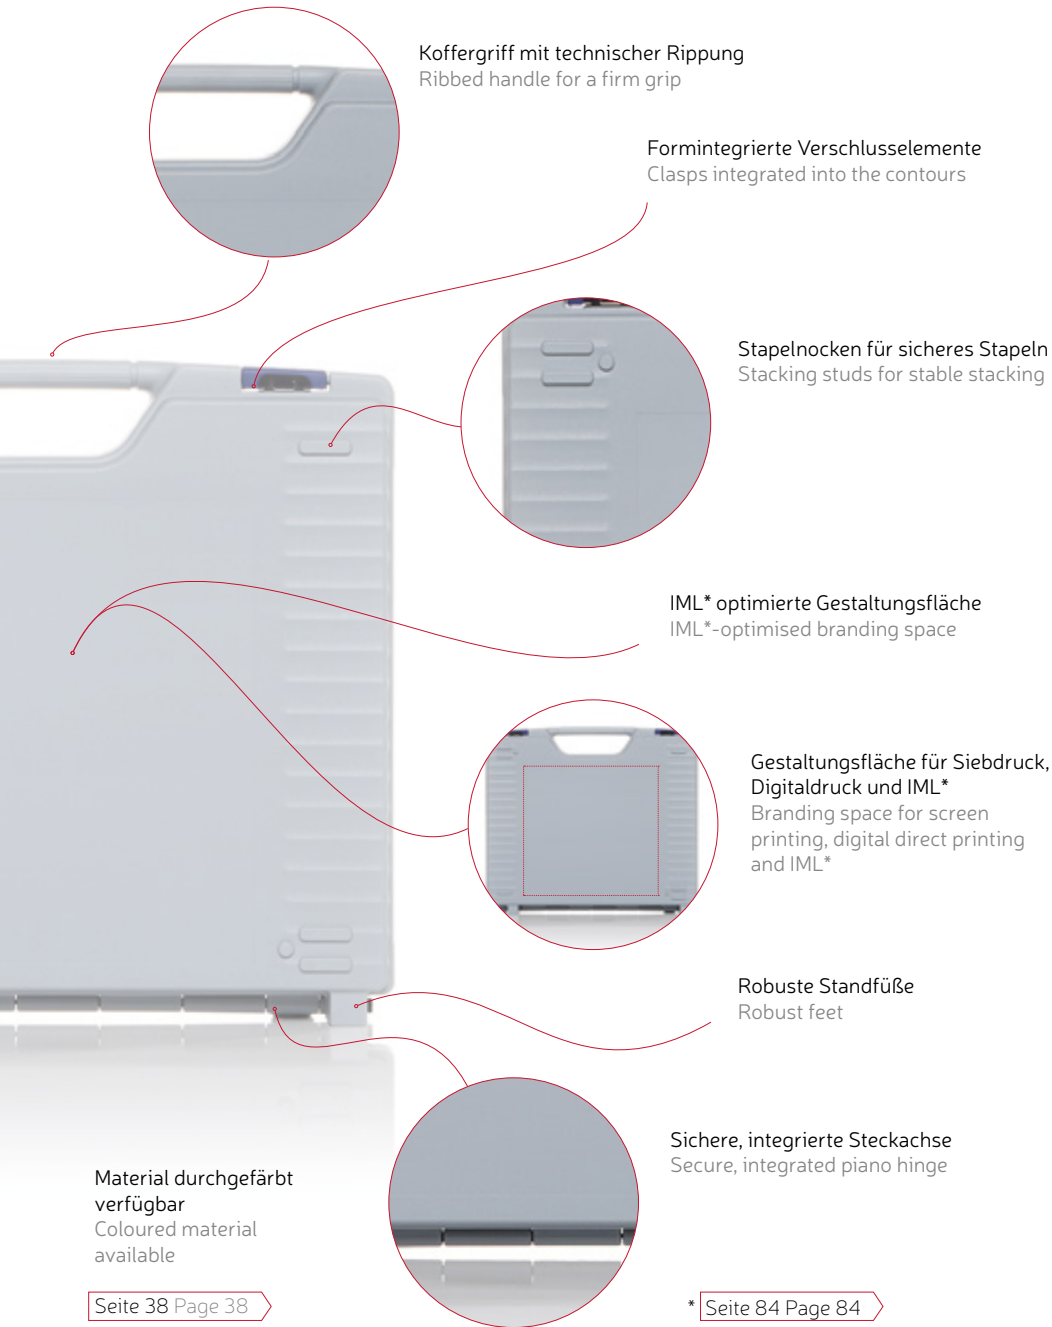 Koffergriff mit technischer Rippung
Ribbed handle for a firm grip
Formintegrierte Verschlusselemente
Clasps integrated into the contours
Stapelnocken für sicheres Stapeln
Stacking studs for stable stacking
IML* optimierte Gestaltungsfläche
IML*-optimised branding space
Gestaltungsfläche für Siebdruck,
Digitaldruck und IML*
Branding space for screen
printing, digital direct printing
and IML*
Robuste Standfüße
Robust feet
Sichere, integrierte Steckachse
Secure, integrated piano hinge
Material durchgefärbt
verfügbar
Coloured material
available
Seite 38 Page 38
* Seite 84 Page 84